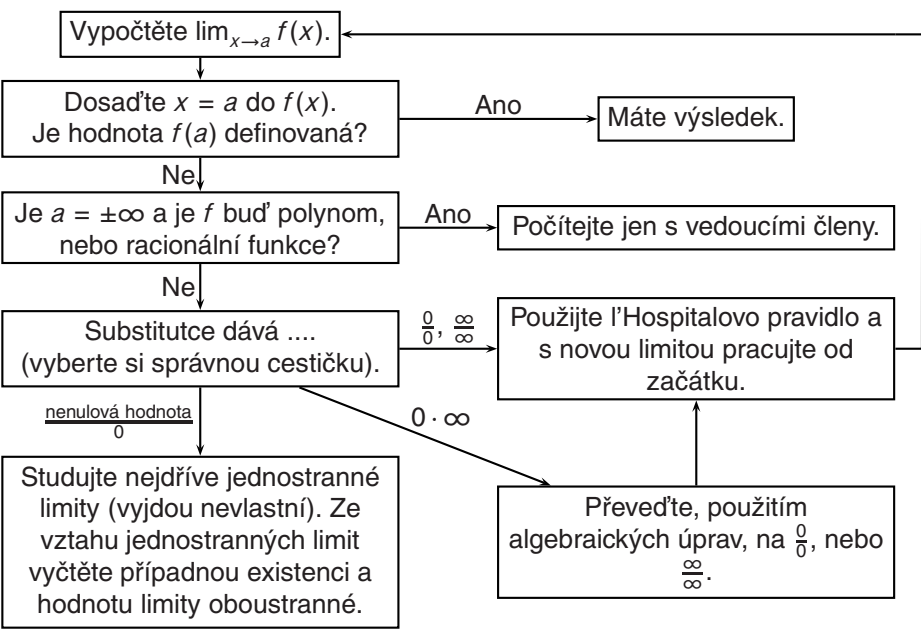 Vypočtěte lim_{x→a} f(x).
Dosaďte x = a do f(x).
Je hodnota f(a) definovaná?
Ano
Máte výsledek.
Ne
Je a = ±∞ a je f buď polynom,
nebo racionální funkce?
Ano
Počítejte jen s vedoucími členy.
Ne
Substitutce dává ....
(vyberte si správnou cestičku).
0/0, ∞/∞
Použijte l'Hospitalovo pravidlo a
s novou limitou pracujte od
začátku.
nenulová hodnota/0
0 · ∞
Studujte nejdříve jednostranné
limity (vyjdou nevlastní). Ze
vztahu jednostranných limit
vyčtěte případnou existenci a
hodnotu limity oboustranné.
Převeďte, použitím
algebraických úprav, na 0/0, nebo
∞/∞.